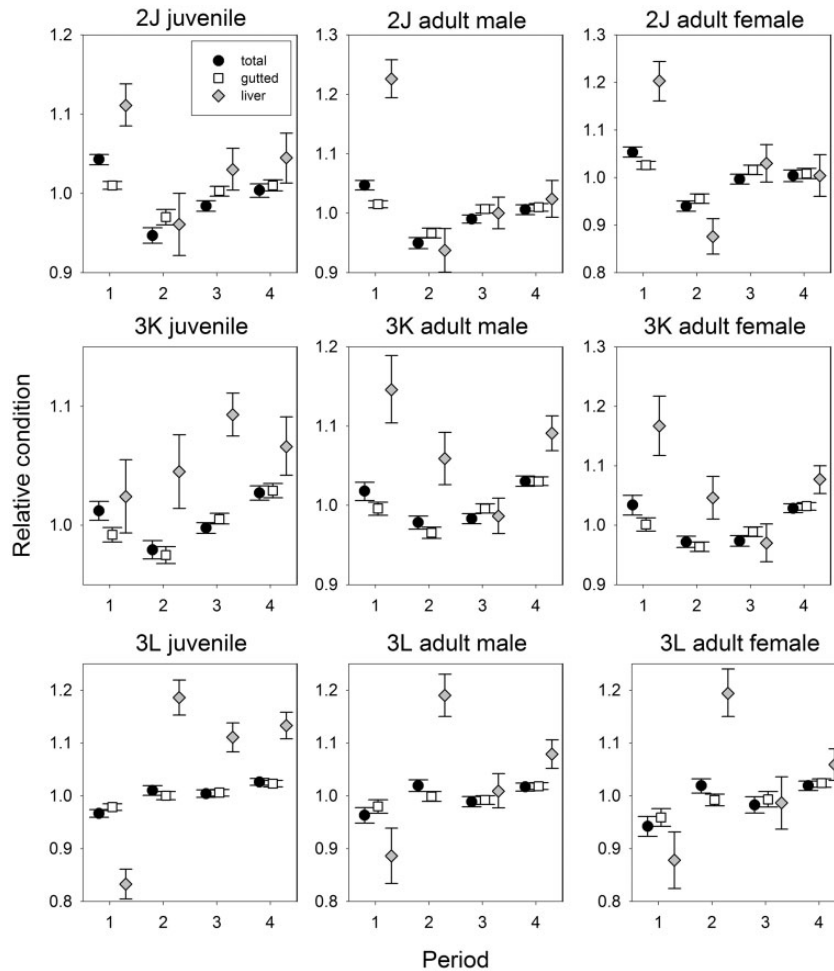 2J juvenile
2J adult male
2J adult female
1.2
1.1
1.0
0.9
total
gutted
liver
1 2 3 4
1.3
1.2
1.1
1.0
0.9
1 2 3 4
1.3
1.2
1.1
1.0
0.9
0.8
1 2 3 4
3K juvenile
3K adult male
3K adult female
Relative condition
1.1
1.0
1 2 3 4
1.2
1.1
1.0
0.9
1 2 3 4
1.3
1.2
1.1
1.0
0.9
1 2 3 4
3L juvenile
3L adult male
3L adult female
1.2
1.1
1.0
0.9
0.8
1 2 3 4
1.2
1.1
1.0
0.9
0.8
1 2 3 4
1.2
1.1
1.0
0.9
0.8
1 2 3 4
Period